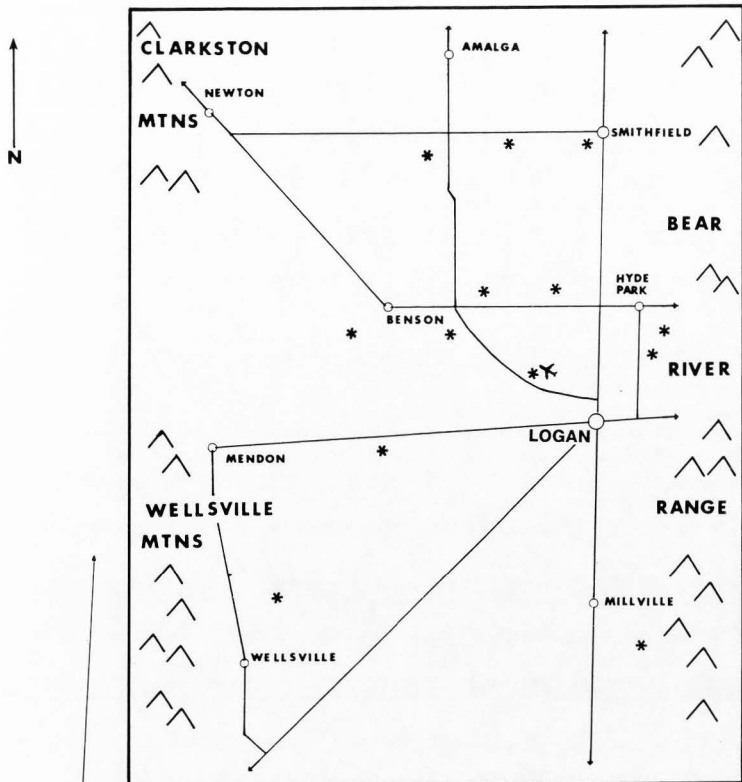 CLARKSTON
AMALGA
NEWTON
N
MTNS
SMITHFIELD
BEAR
HYDE
PARK
BENSON
RIVER
LOGAN
MENDON
WELLSVILLE
RANGE
MTNS
MILLVILLE
WELLSVILLE